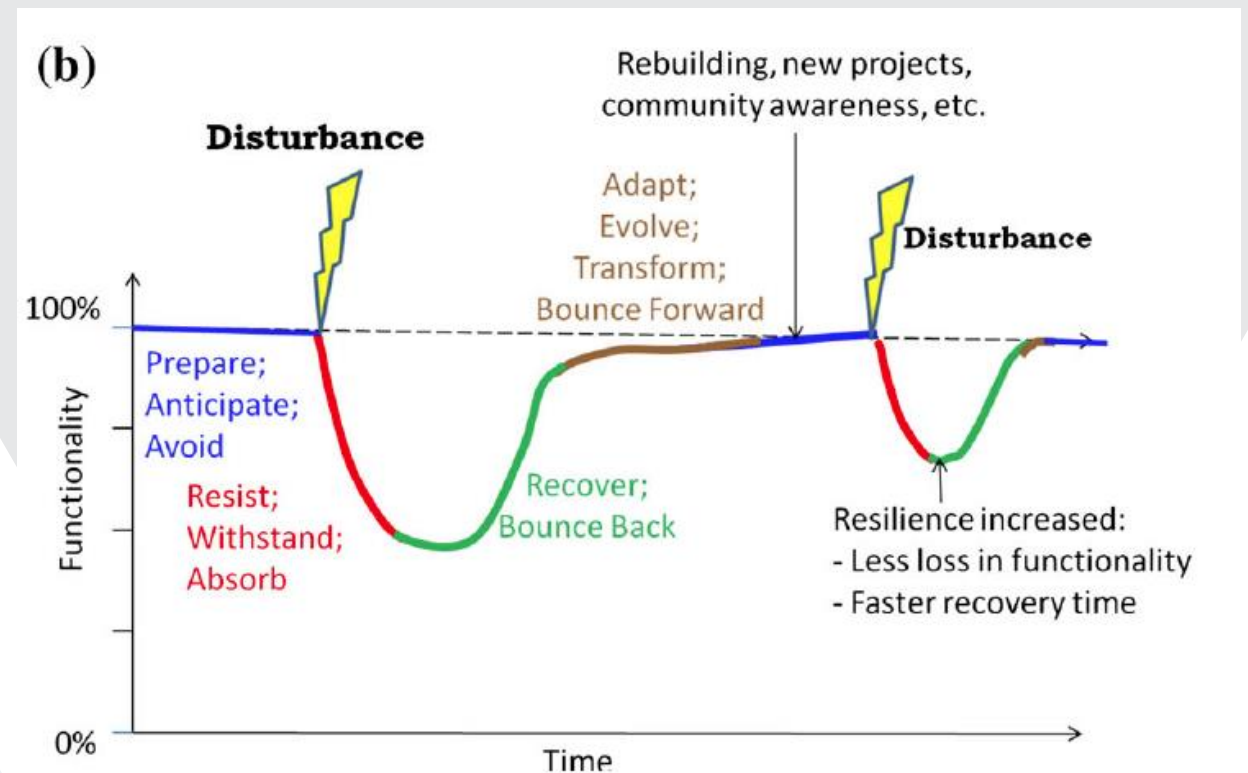 (b)
Rebuilding, new projects,
community awareness, etc.
Disturbance
Adapt;
Evolve;
Transform;
Bounce Forward
Disturbance
100%
Prepare;
Anticipate;
Avoid
Functionality
Resist;
Withstand;
Absorb
Recover;
Bounce Back
Resilience increased:
- Less loss in functionality
- Faster recovery time
0%
Time